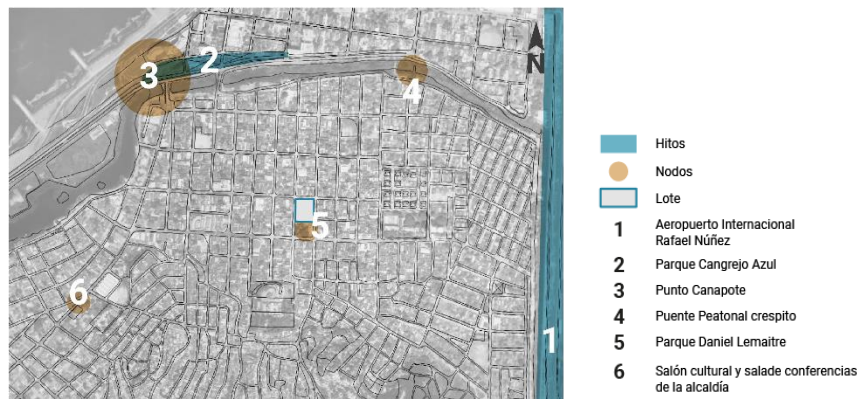 N
2
3
4
5
6
1
Hitos
Nodos
Lote
1 Aeropuerto Internacional
Rafael Núñez
2 Parque Cangrejo Azul
3 Punto Canapote
4 Puente Peatonal crespito
5 Parque Daniel Lemaitre
6 Salón cultural y salade conferencias
de la alcaldía